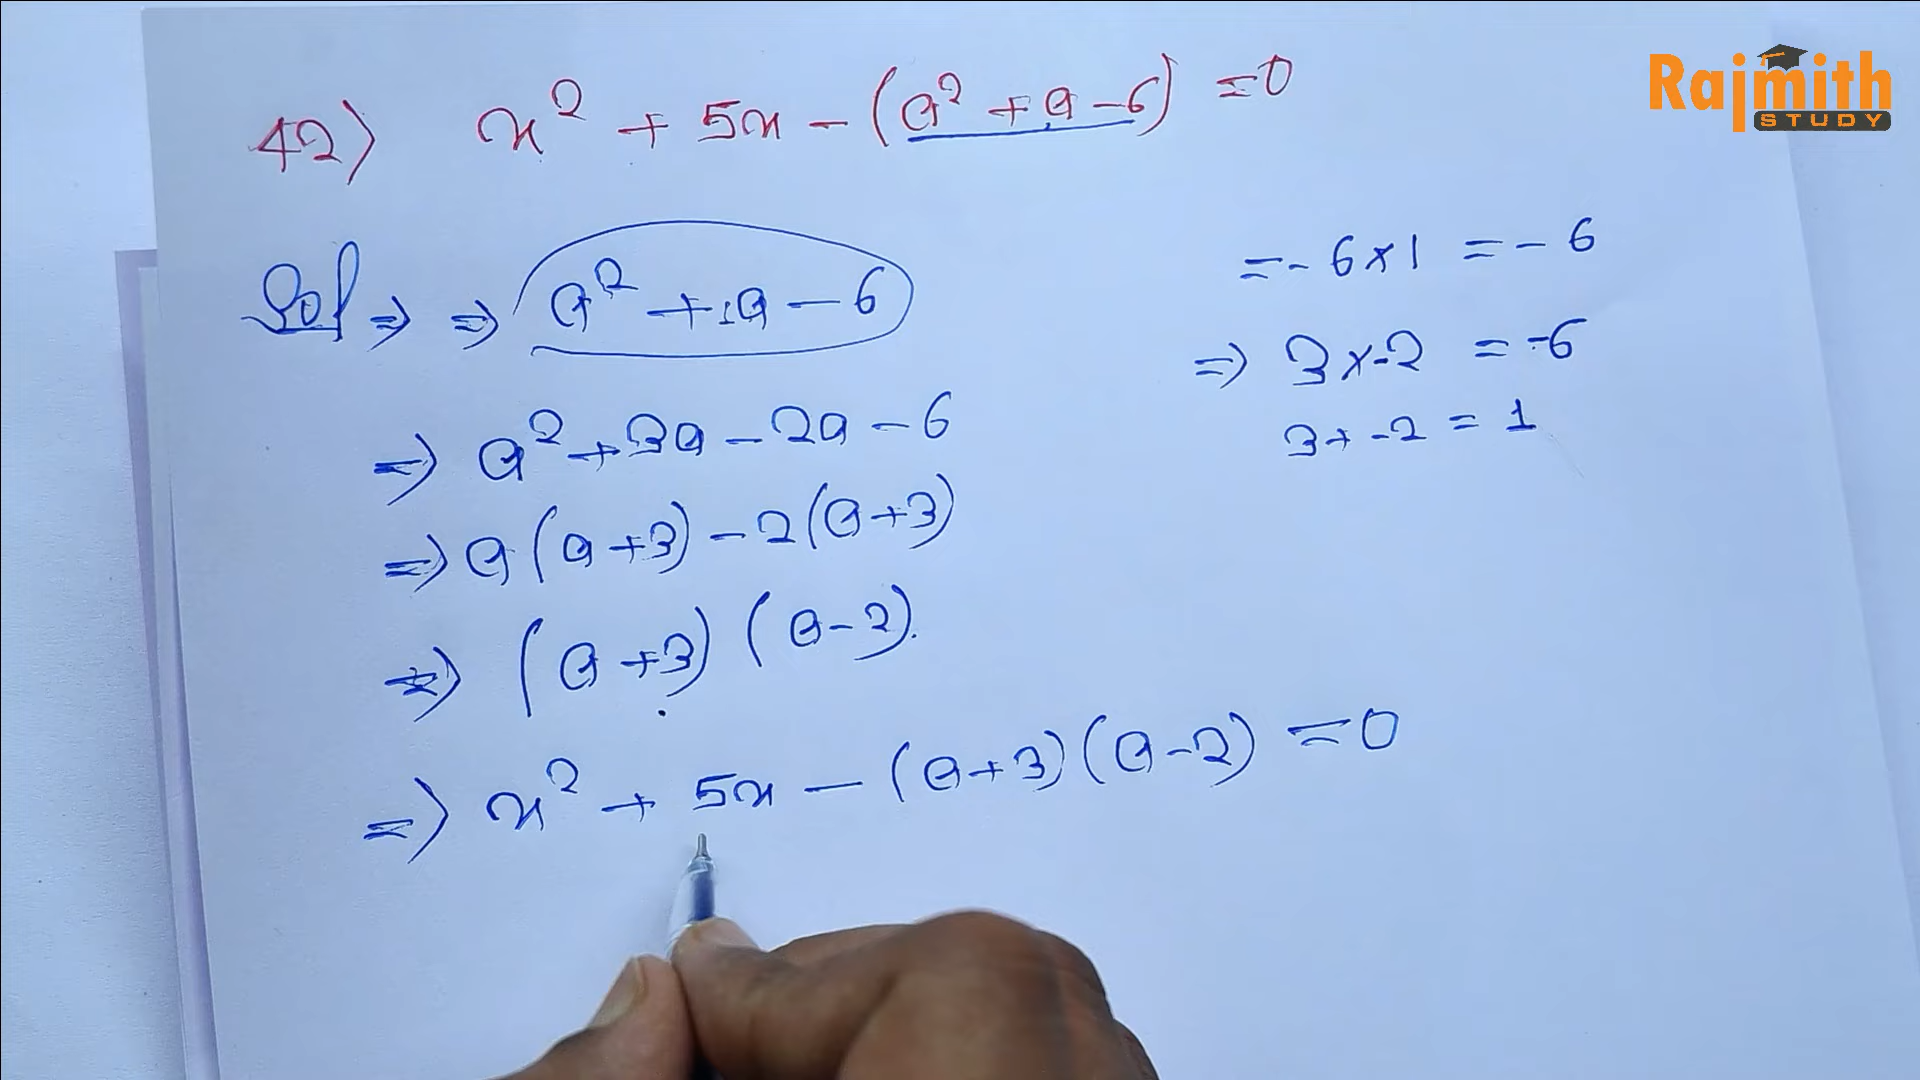 Rajmith
STUDY
42) x² + 5x - (a² + a - 6) = 0
Sol ⇒ ⇒ a² + 1a - 6
= - 6 × 1 = - 6
⇒ 3 × -2 = -6
3 + -2 = 1
⇒ a² + 3a - 2a - 6
⇒ a (a + 3) - 2 (a + 3)
⇒ (a + 3) (a - 2).
⇒ x² + 5x - (a + 3) (a - 2) = 0